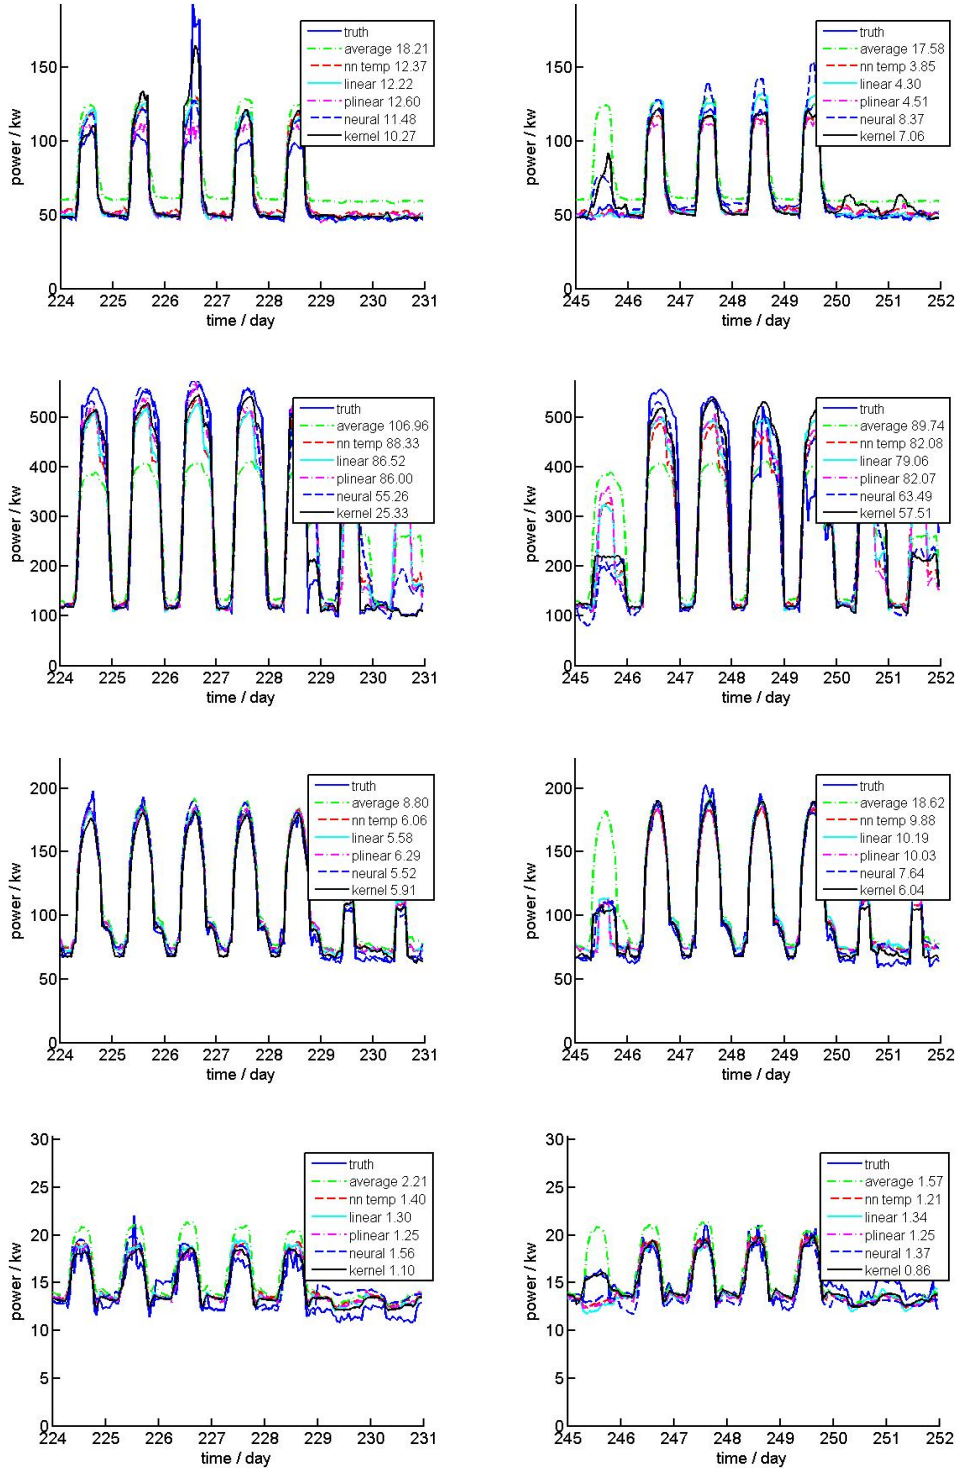 150
100
50
0
power / kw
truth
average 18.21
nn temp 12.37
linear 12.22
plinear 12.60
neural 11.48
kernel 10.27
224 225 226 227 228 229 230 231
time / day
150
100
50
0
power / kw
truth
average 17.58
nn temp 3.85
linear 4.30
plinear 4.51
neural 8.37
kernel 7.06
245 246 247 248 249 250 251 252
time / day
500
400
300
200
100
0
power / kw
truth
average 106.96
nn temp 88.33
linear 86.52
plinear 86.00
neural 55.26
kernel 25.33
224 225 226 227 228 229 230 231
time / day
500
400
300
200
100
0
power / kw
truth
average 89.74
nn temp 82.08
linear 79.06
plinear 82.07
neural 63.49
kernel 57.51
245 246 247 248 249 250 251 252
time / day
200
150
100
50
0
power / kw
truth
average 8.80
nn temp 6.06
linear 5.58
plinear 6.29
neural 5.52
kernel 5.91
224 225 226 227 228 229 230 231
time / day
200
150
100
50
0
power / kw
truth
average 18.62
nn temp 9.88
linear 10.19
plinear 10.03
neural 7.64
kernel 6.04
245 246 247 248 249 250 251 252
time / day
30
25
20
15
10
5
0
power / kw
truth
average 2.21
nn temp 1.40
linear 1.30
plinear 1.25
neural 1.56
kernel 1.10
224 225 226 227 228 229 230 231
time / day
30
25
20
15
10
5
0
power / kw
truth
average 1.57
nn temp 1.21
linear 1.34
plinear 1.25
neural 1.37
kernel 0.86
245 246 247 248 249 250 251 252
time / day